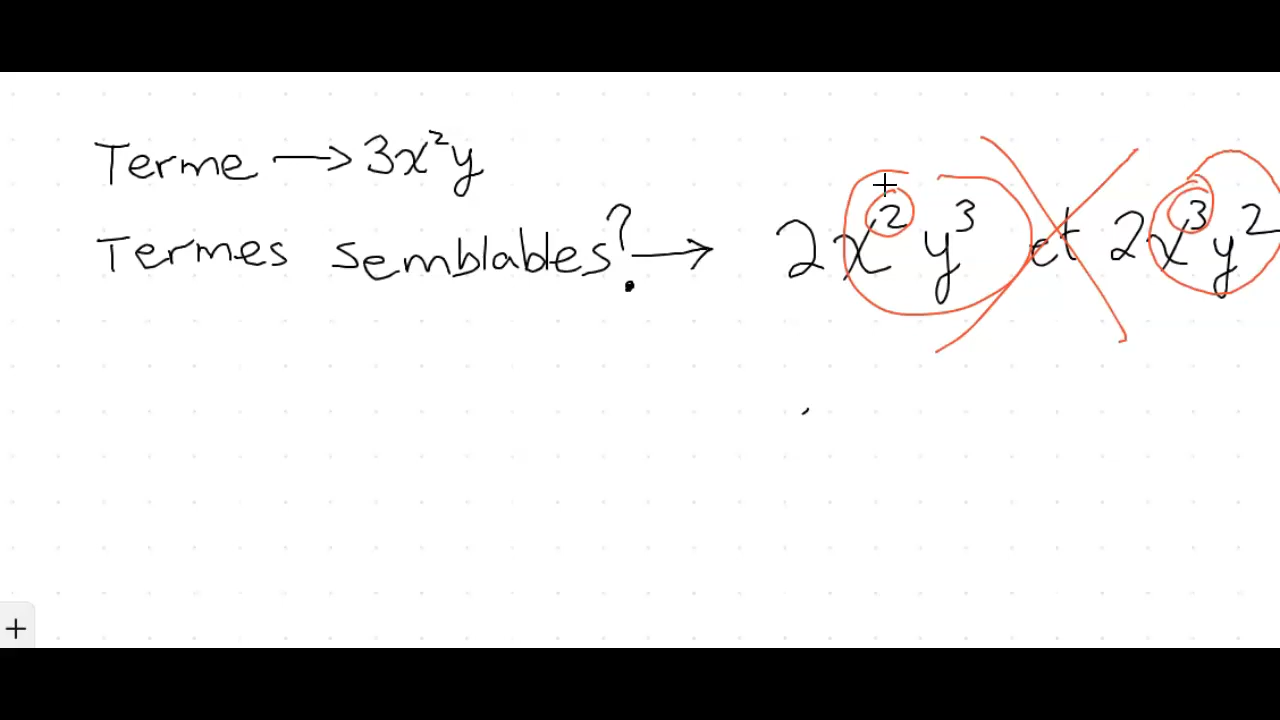 Terme → 3x²y
Termes semblables? → 2x²y³ et 2x³y²